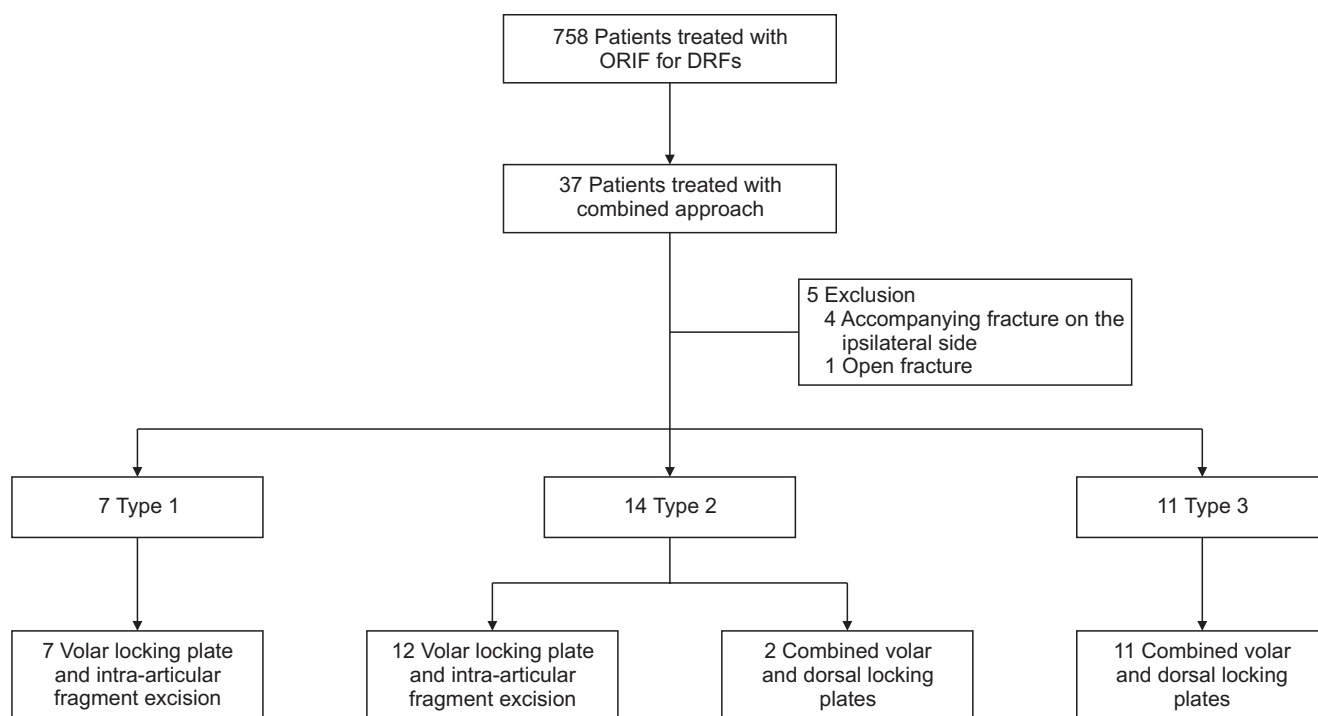 758 Patients treated with
ORIF for DRFs
37 Patients treated with
combined approach
5 Exclusion
4 Accompanying fracture on the
ipsilateral side
1 Open fracture
7 Type 1
14 Type 2
11 Type 3
7 Volar locking plate
and intra-articular
fragment excision
12 Volar locking plate
and intra-articular
fragment excision
2 Combined volar
and dorsal locking
plates
11 Combined volar
and dorsal locking
plates